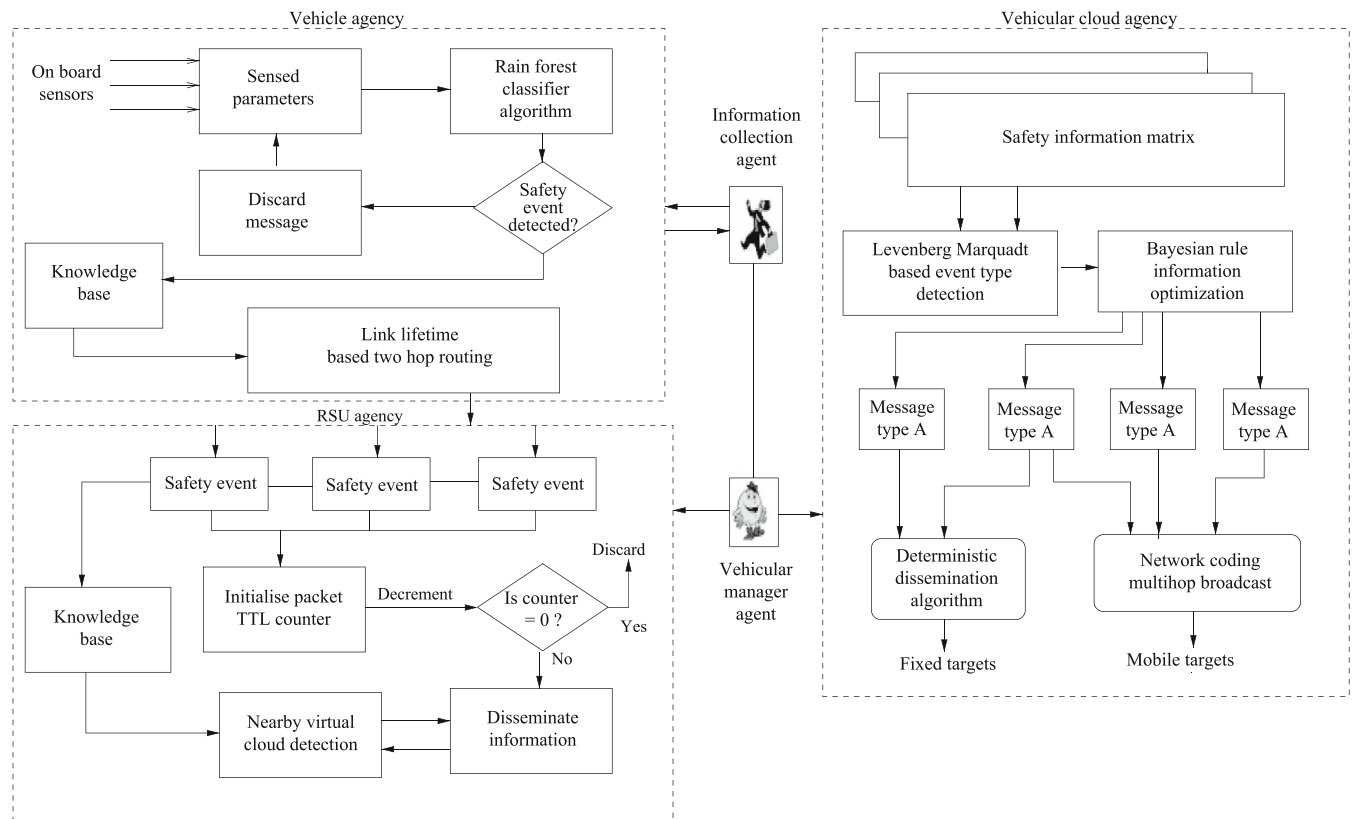 Vehicle agency
On board
sensors
Sensed
parameters
Rain forest
classifier
algorithm
Discard
message
Safety
event
detected?
Knowledge
base
Link lifetime
based two hop routing
RSU agency
Safety event
Safety event
Safety event
Knowledge
base
Initialise packet
TTL counter
Decrement
Is counter
= 0 ?
Discard
Yes
No
Nearby virtual
cloud detection
Disseminate
information
Information
collection
agent
Vehicular
manager
agent
Vehicular cloud agency
Safety information matrix
Levenberg Marquadt
based event type
detection
Bayesian rule
information
optimization
Message
type A
Message
type A
Message
type A
Message
type A
Deterministic
dissemination
algorithm
Network coding
multihop broadcast
Fixed targets
Mobile targets